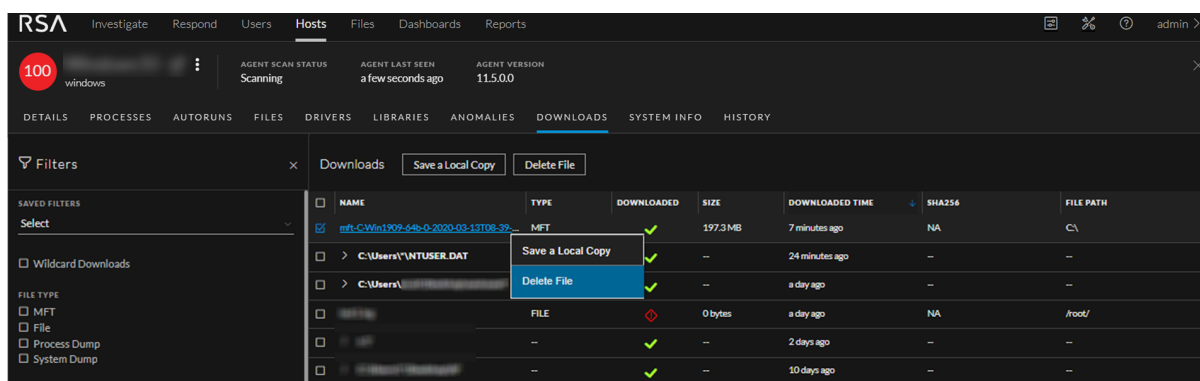 RSA Investigate Respond Users Hosts Files Dashboards Reports admin
100 windows
AGENT SCAN STATUS AGENT LAST SEEN AGENT VERSION
Scanning a few seconds ago 11.5.0.0
DETAILS PROCESSES AUTORUNS FILES DRIVERS LIBRARIES ANOMALIES DOWNLOADS SYSTEM INFO HISTORY
Filters
Downloads Save a Local Copy Delete File
SAVED FILTERS
Select
Wildcard Downloads
FILE TYPE
MFT
File
Process Dump
System Dump
NAME TYPE DOWNLOADED SIZE DOWNLOADED TIME SHA256 FILE PATH
mft-C-Win1909-64b-0-2020-03-13T08-39-... MFT 197.3 MB 7 minutes ago NA C:\
C:\Users\*\NTUSER.DAT -- 24 minutes ago -- --
C:\Users\ -- a day ago -- --
FILE 0 bytes a day ago NA /root/
-- -- 2 days ago -- --
-- -- 10 days ago -- --
Save a Local Copy
Delete File